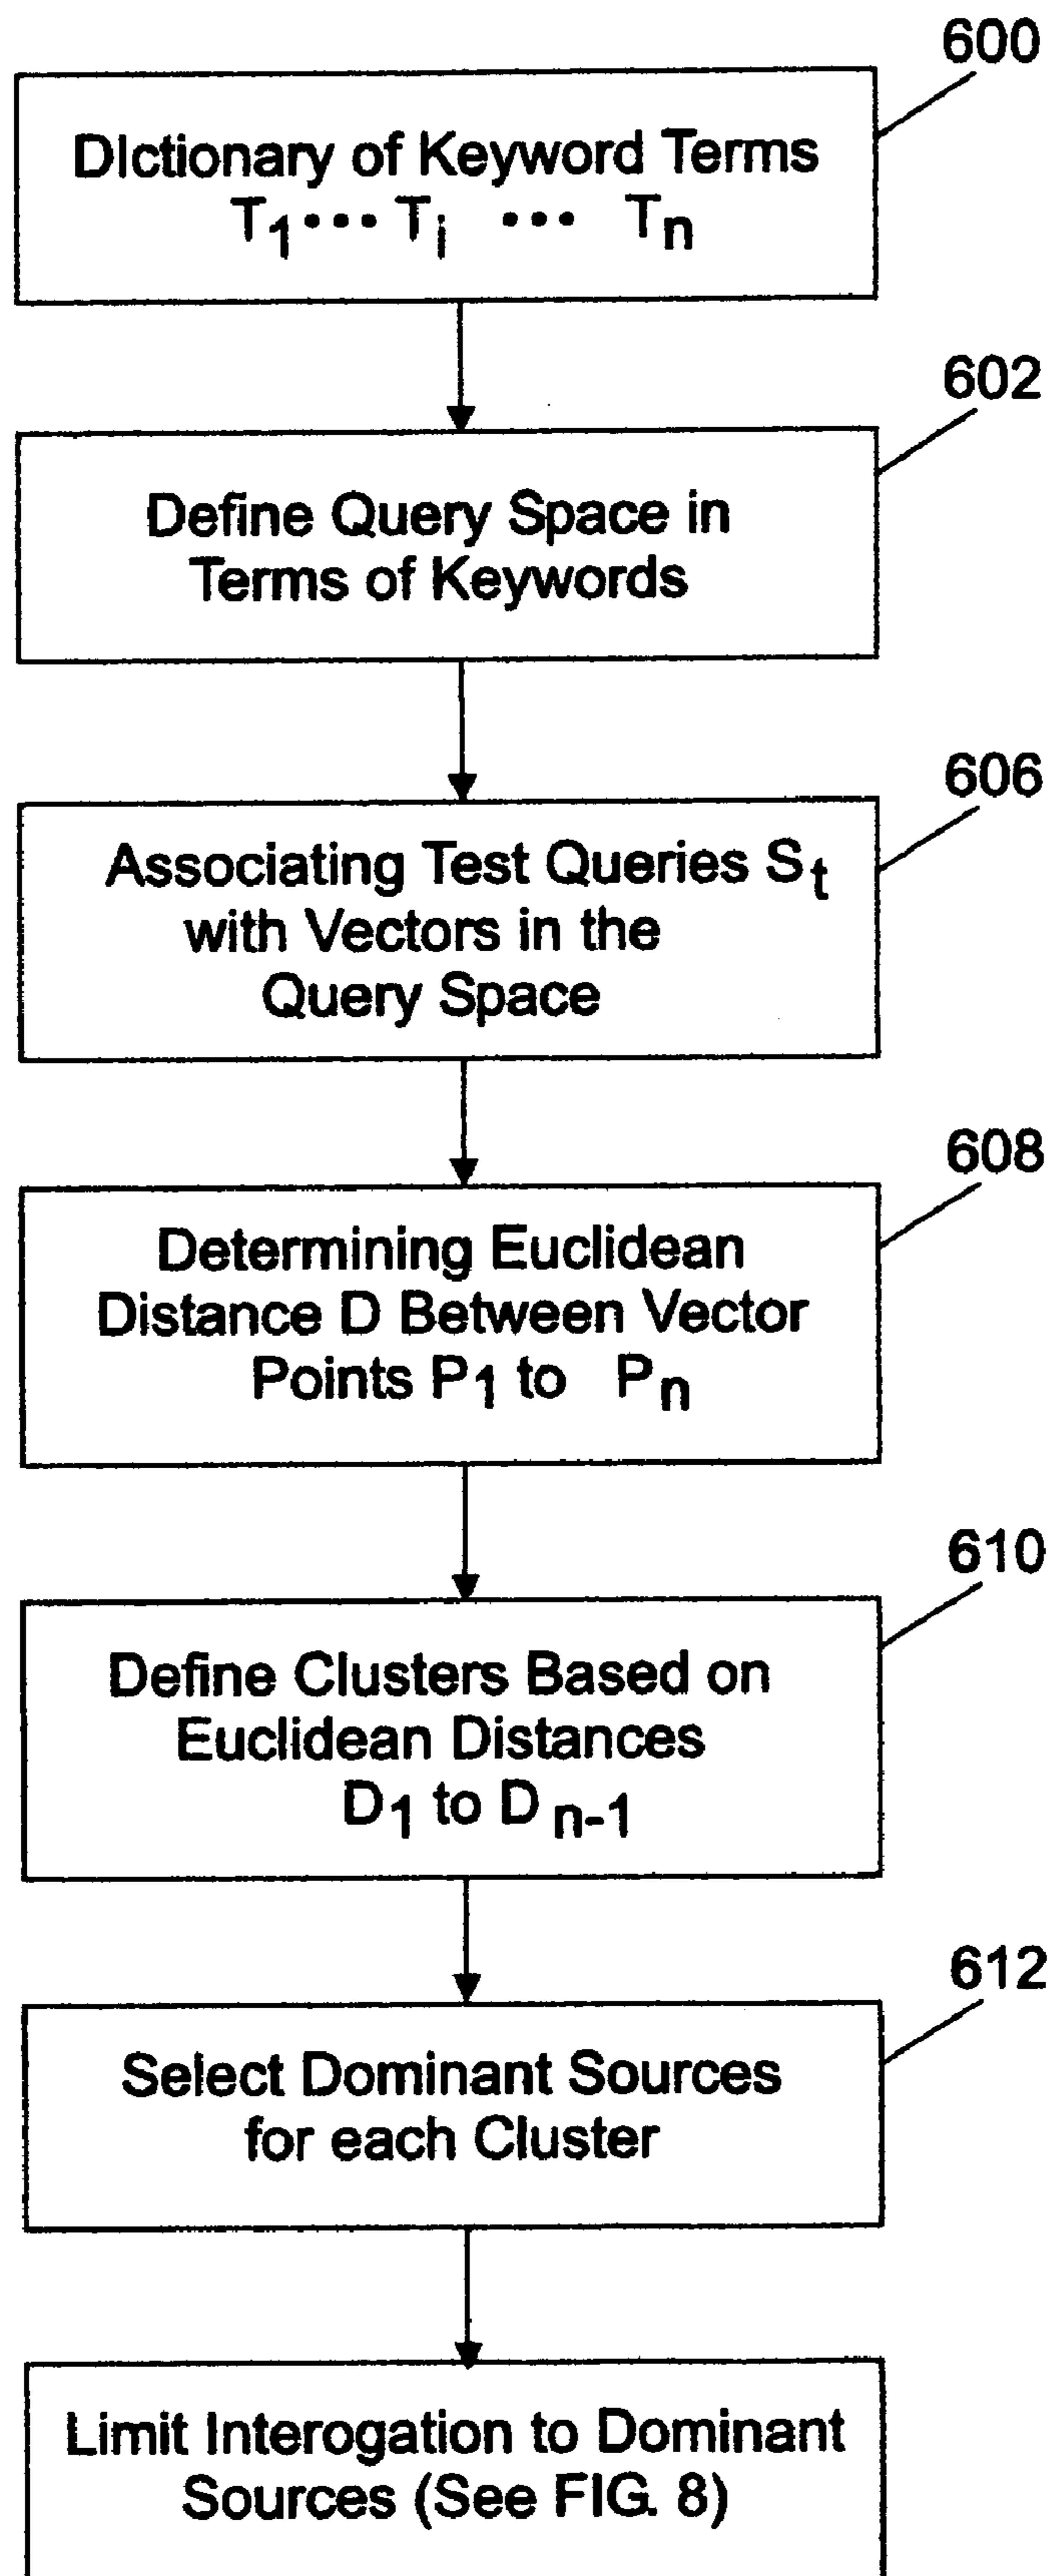 600
DIctionary of Keyword Terms
T1 ••• Ti ••• Tn
602
Define Query Space in
Terms of Keywords
606
Associating Test Queries St
with Vectors in the
Query Space
608
Determining Euclidean
Distance D Between Vector
Points P1 to Pn
610
Define Clusters Based on
Euclidean Distances
D1 to Dn-1
612
Select Dominant Sources
for each Cluster
Limit Interogation to Dominant
Sources (See FIG. 8)